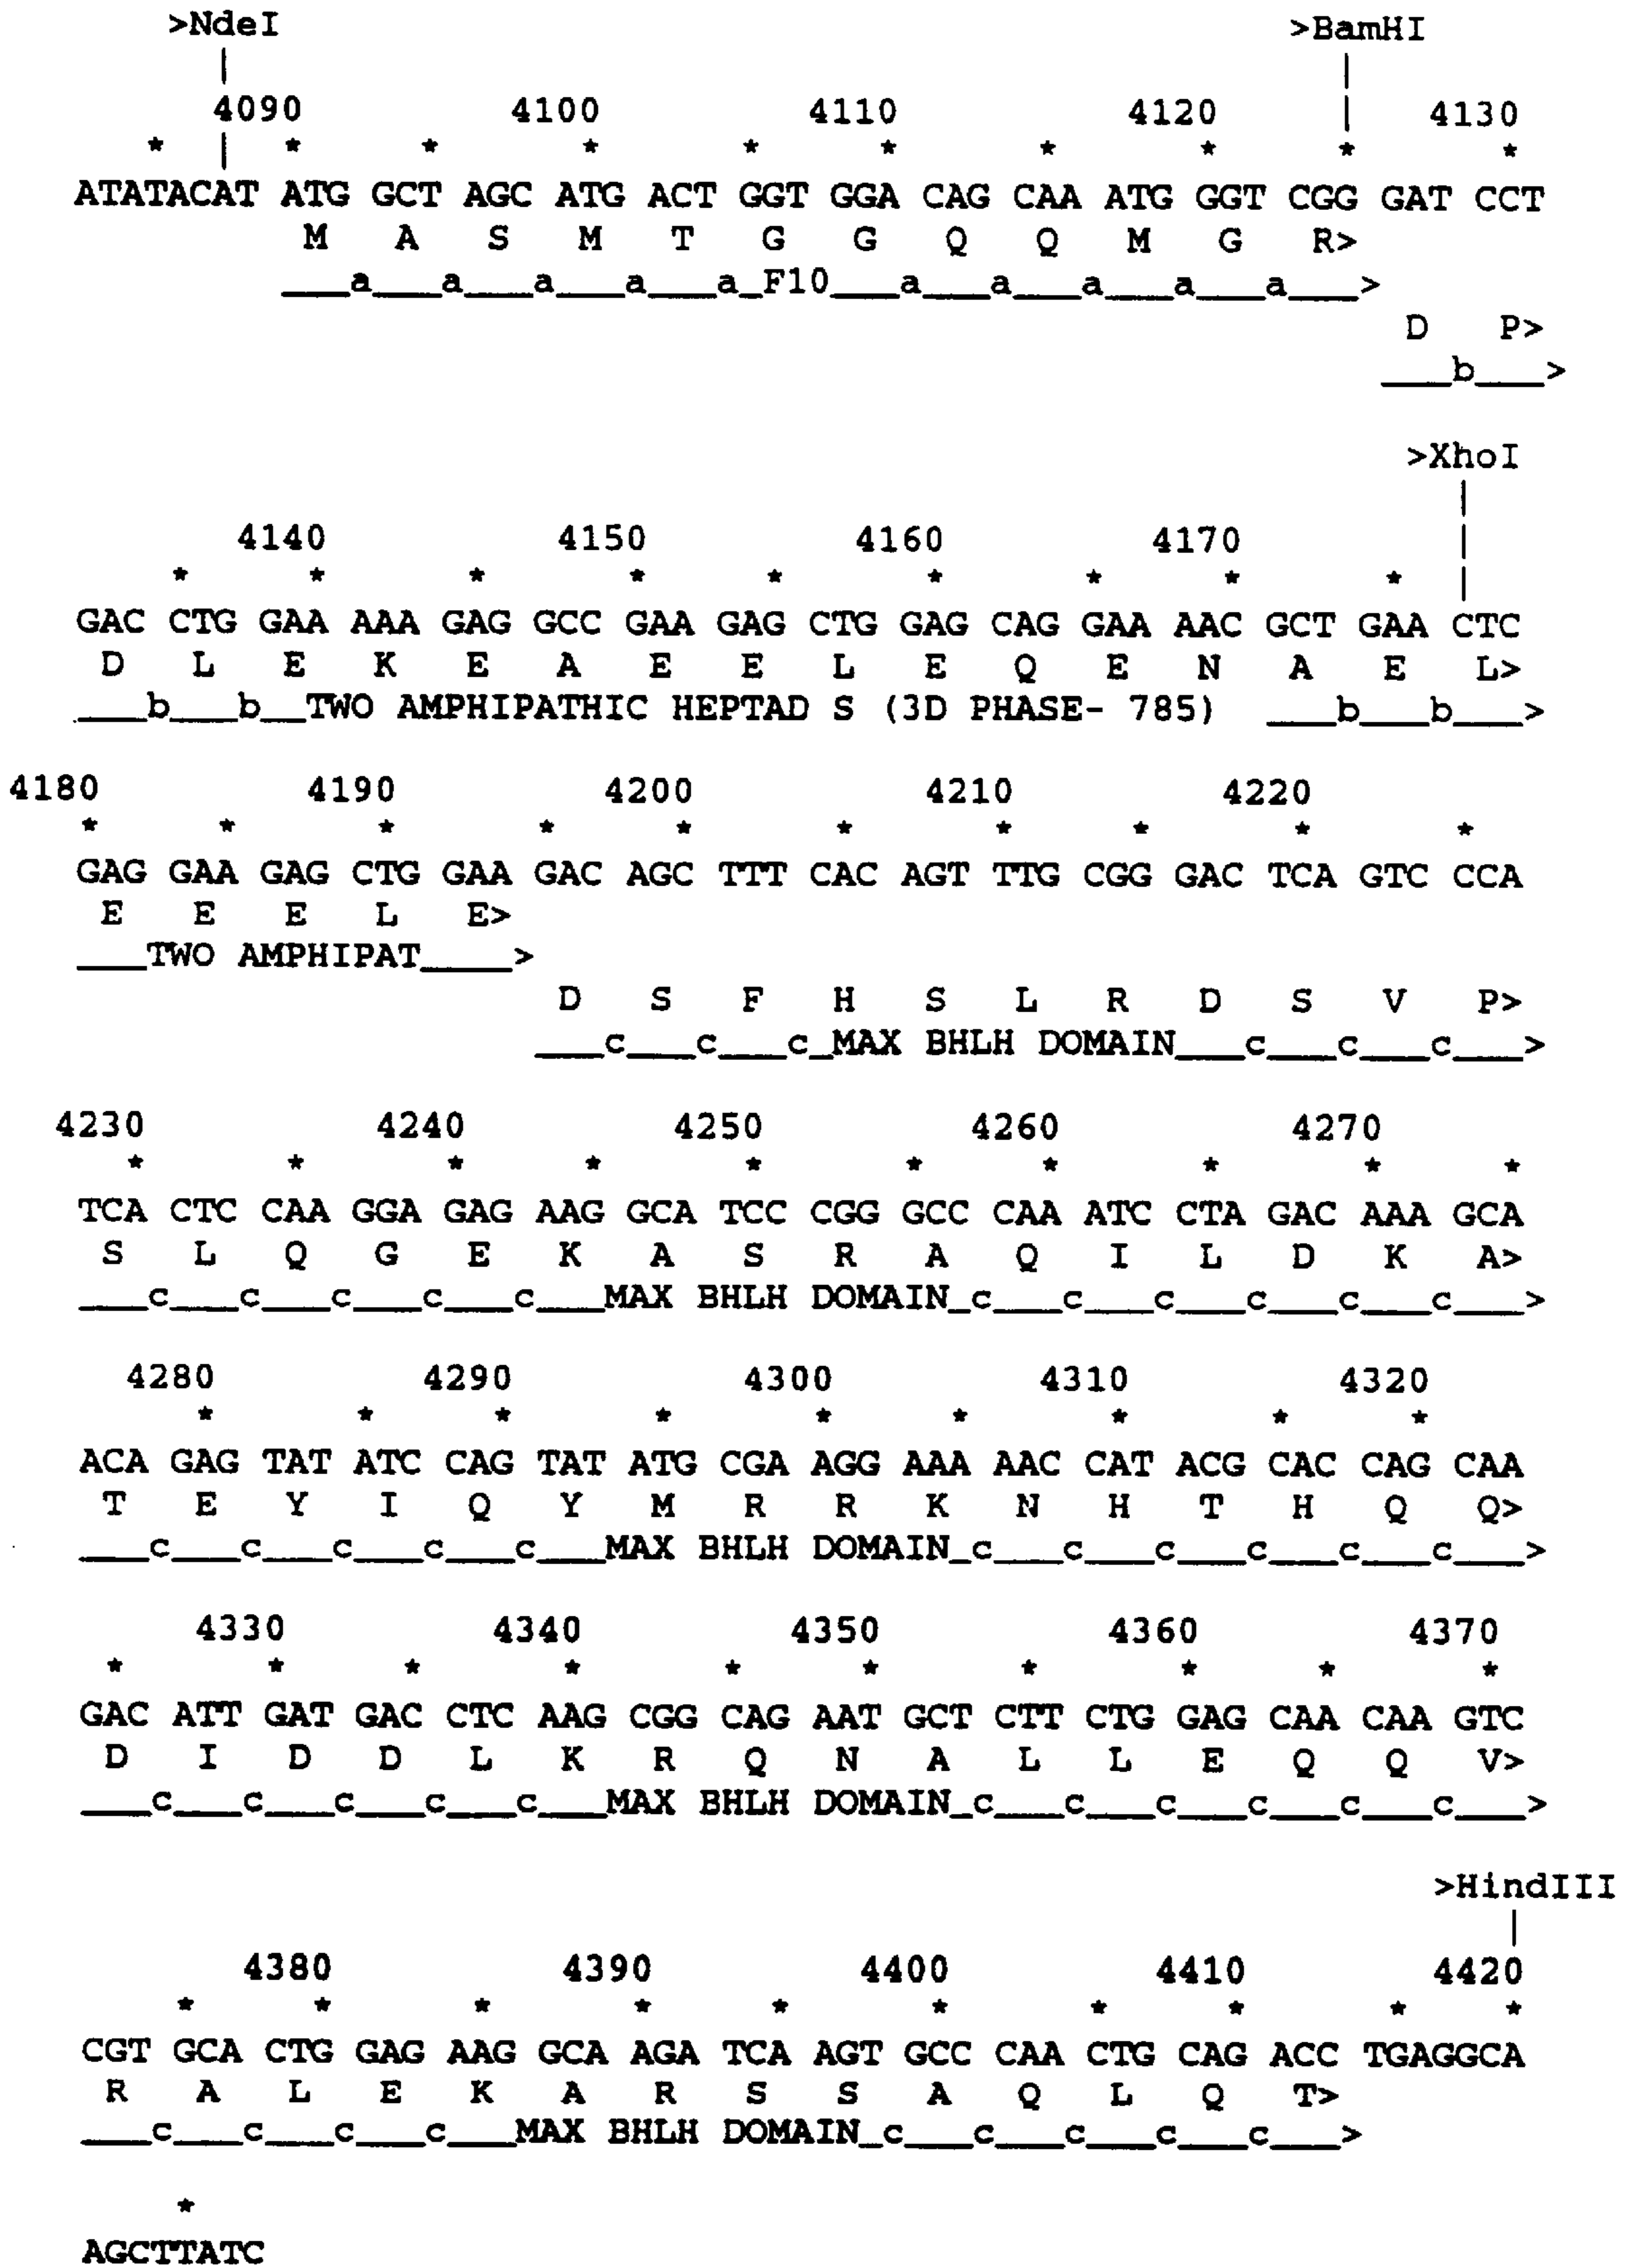 >NdeI >BamHI
| |
4090 4100 4110 4120 | 4130
* | * * * * * * * * *
ATATACAT ATG GCT AGC ATG ACT GGT GGA CAG CAA ATG GGT CGG GAT CCT
M A S M T G G Q Q M G R>
___a___a___a___a___a_F10___a___a___a___a___a___>
D P>
___b___>
>XhoI
|
4140 4150 4160 4170 |
* * * * * * * * * |
GAC CTG GAA AAA GAG GCC GAA GAG CTG GAG CAG GAA AAC GCT GAA CTC
D L E K E A E E L E Q E N A E L>
___b___b__TWO AMPHIPATHIC HEPTAD S (3D PHASE- 785) ___b___b___>
4180 4190 4200 4210 4220
* * * * * * * * * *
GAG GAA GAG CTG GAA GAC AGC TTT CAC AGT TTG CGG GAC TCA GTC CCA
E E E L E>
___TWO AMPHIPAT____>
D S F H S L R D S V P>
___c___c___c_MAX BHLH DOMAIN___c___c___c___>
4230 4240 4250 4260 4270
* * * * * * * * * *
TCA CTC CAA GGA GAG AAG GCA TCC CGG GCC CAA ATC CTA GAC AAA GCA
S L Q G E K A S R A Q I L D K A>
___c___c___c___c___c___MAX BHLH DOMAIN_c___c___c___c___c___c___>
4280 4290 4300 4310 4320
* * * * * * * * *
ACA GAG TAT ATC CAG TAT ATG CGA AGG AAA AAC CAT ACG CAC CAG CAA
T E Y I Q Y M R R K N H T H Q Q>
___c___c___c___c___c___MAX BHLH DOMAIN_c___c___c___c___c___c___>
4330 4340 4350 4360 4370
* * * * * * * * * *
GAC ATT GAT GAC CTC AAG CGG CAG AAT GCT CTT CTG GAG CAA CAA GTC
D I D D L K R Q N A L L E Q Q V>
___c___c___c___c___c___MAX BHLH DOMAIN_c___c___c___c___c___c___>
>HindIII
|
4380 4390 4400 4410 4420
* * * * * * * * * *
CGT GCA CTG GAG AAG GCA AGA TCA AGT GCC CAA CTG CAG ACC TGAGGCA
R A L E K A R S S A Q L Q T>
___c___c___c___c___MAX BHLH DOMAIN_c___c___c___c___c___>
*
AGCTTATC